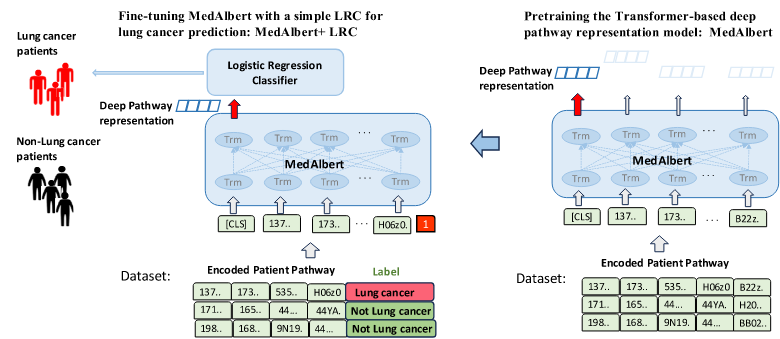 Fine-tuning MedAlbert with a simple LRC for
lung cancer prediction: MedAlbert+ LRC
Lung cancer
patients
Logistic Regression
Classifier
Deep Pathway
representation
Non-Lung cancer
patients
Trm Trm Trm ... Trm
MedAlbert
Trm Trm Trm ... Trm
[CLS] 137.. 173.. ... H06z0. 1
Encoded Patient Pathway Label
Dataset:
137.. 173.. 535.. H06z0 Lung cancer
171.. 165.. 44... 44YA. Not Lung cancer
198.. 168.. 9N19. 44... Not Lung cancer
Pretraining the Transformer-based deep
pathway representation model: MedAlbert
Deep Pathway
representation
Trm Trm Trm ... Trm
MedAlbert
Trm Trm Trm ... Trm
[CLS] 137.. 173.. ... B22z.
Encoded Patient Pathway
Dataset:
137.. 173.. 535.. H06z0 B22z.
171.. 165.. 44... 44YA. H20..
198.. 168.. 9N19. 44... BB02..